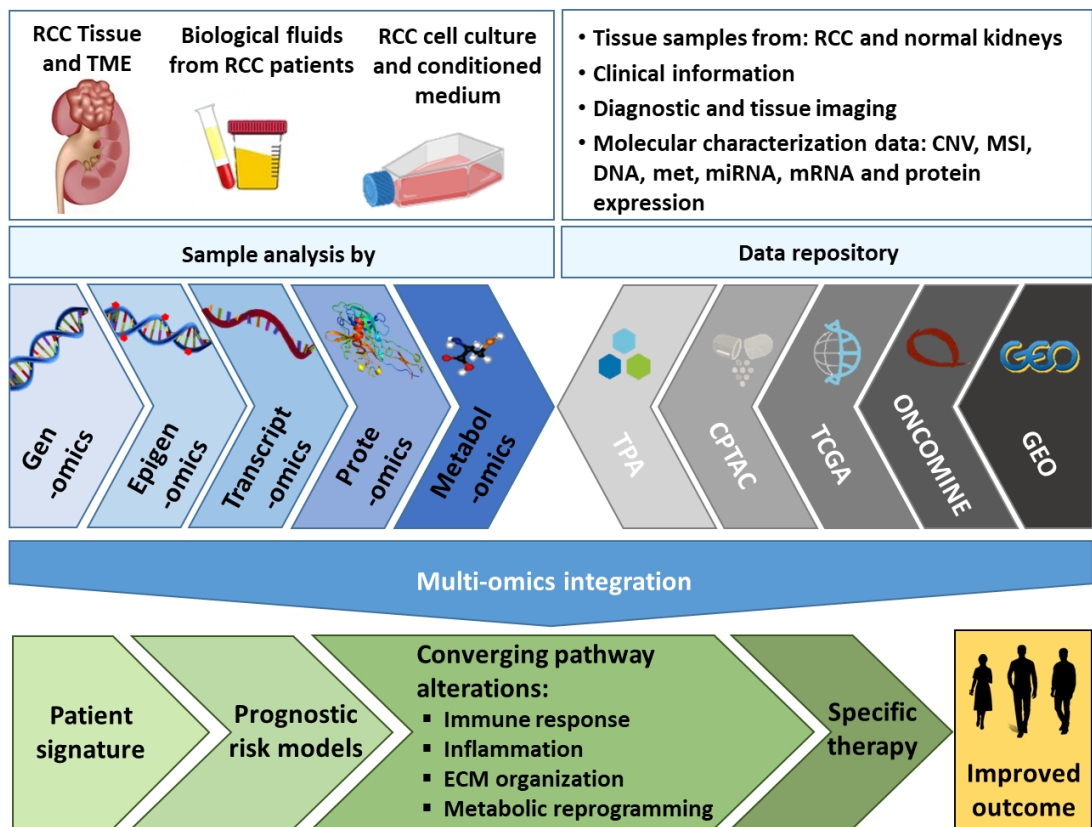 RCC Tissue
and TME
Biological fluids
from RCC patients
RCC cell culture
and conditioned
medium
• Tissue samples from: RCC and normal kidneys
• Clinical information
• Diagnostic and tissue imaging
• Molecular characterization data: CNV, MSI,
DNA, met, miRNA, mRNA and protein
expression
Sample analysis by
Data repository
Gen
-omics
Epigen
-omics
Transcript
-omics
Prote
-omics
Metabol
-omics
TPA
CPTAC
TCGA
ONCOMINE
GEO
GEO
Multi-omics integration
Patient
signature
Prognostic
risk models
Converging pathway
alterations:
▪ Immune response
▪ Inflammation
▪ ECM organization
▪ Metabolic reprogramming
Specific
therapy
Improved
outcome